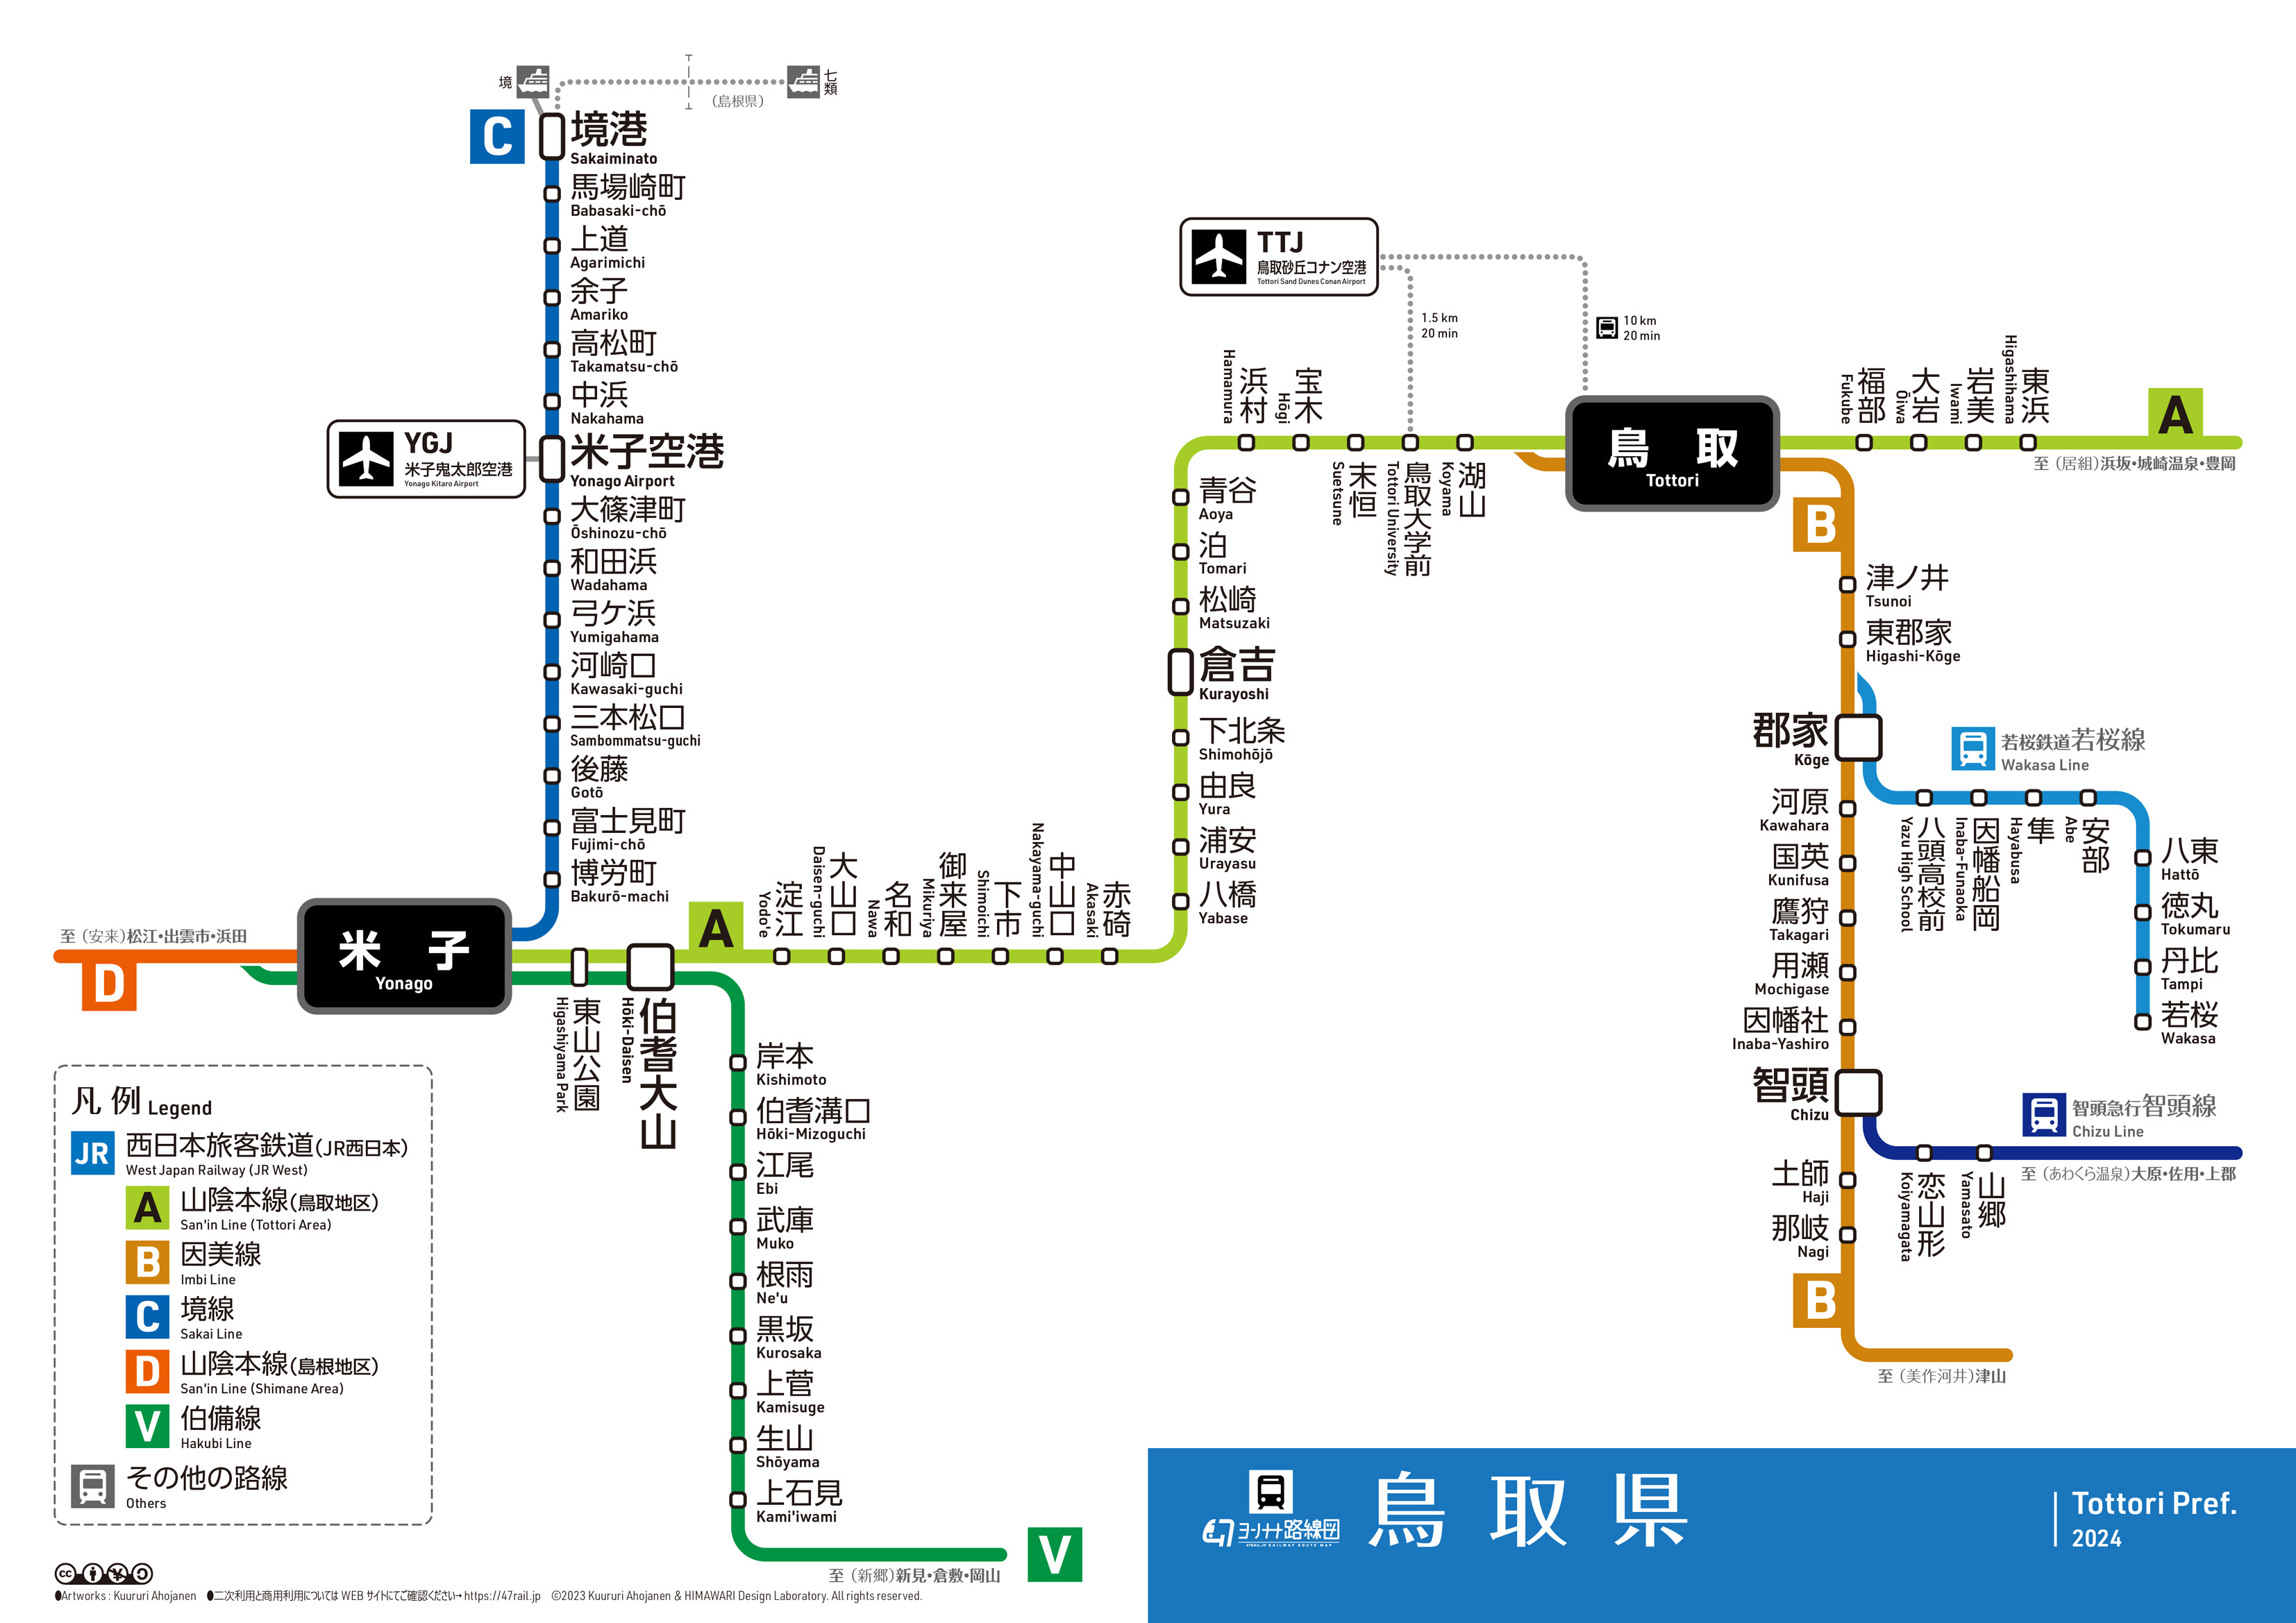 境
七類
(島根県)
C
境港
Sakaiminato
馬場崎町
Babasaki-chō
上道
Agarimichi
余子
Amariko
高松町
Takamatsu-chō
中浜
Nakahama
YGJ
米子鬼太郎空港
Yonago Kitaro Airport
米子空港
Yonago Airport
大篠津町
Ōshinozu-chō
和田浜
Wadahama
弓ケ浜
Yumigahama
河崎口
Kawasaki-guchi
三本松口
Sambommatsu-guchi
後藤
Gotō
富士見町
Fujimi-chō
博労町
Bakurō-machi
至 (安来)松江・出雲市・浜田
D
米子
Yonago
東山公園
Higashiyama Park
伯耆大山
Hōki-Daisen
A
淀江
Yodo'e
大山口
Daisen-guchi
名和
Nawa
御来屋
Mikuriya
下市
Shimoichi
中山口
Nakayama-guchi
赤碕
Akasaki
岸本
Kishimoto
伯耆溝口
Hōki-Mizoguchi
江尾
Ebi
武庫
Muko
根雨
Ne'u
黒坂
Kurosaka
上菅
Kamisuge
生山
Shōyama
上石見
Kami'iwami
V
至 (新郷)新見・倉敷・岡山
TTJ
鳥取砂丘コナン空港
Tottori Sand Dunes Conan Airport
1.5 km
20 min
10 km
20 min
浜村
Hamamura
宝木
Hōgi
末恒
Suetsune
鳥取大学前
Tottori University
湖山
Koyama
青谷
Aoya
泊
Tomari
松崎
Matsuzaki
倉吉
Kurayoshi
下北条
Shimohōjō
由良
Yura
浦安
Urayasu
八橋
Yabase
鳥取
Tottori
福部
Fukube
大岩
Ōiwa
岩美
Iwami
東浜
Higashihama
A
至 (居組)浜坂・城崎温泉・豊岡
B
津ノ井
Tsunoi
東郡家
Higashi-Kōge
郡家
Kōge
若桜鉄道若桜線
Wakasa Line
河原
Kawahara
国英
Kunifusa
鷹狩
Takagari
用瀬
Mochigase
因幡社
Inaba-Yashiro
八頭高校前
Yazu High School
因幡船岡
Inaba-Funaoka
隼
Hayabusa
安部
Abe
八東
Hattō
徳丸
Tokumaru
丹比
Tampi
若桜
Wakasa
智頭
Chizu
智頭急行智頭線
Chizu Line
至 (あわくら温泉)大原・佐用・上郡
恋山形
Koiyamagata
山郷
Yamasato
土師
Haji
那岐
Nagi
B
至 (美作河井)津山
凡例 Legend
JR 西日本旅客鉄道(JR西日本)
West Japan Railway (JR West)
A 山陰本線(鳥取地区)
San'in Line (Tottori Area)
B 因美線
Imbi Line
C 境線
Sakai Line
D 山陰本線(島根地区)
San'in Line (Shimane Area)
V 伯備線
Hakubi Line
その他の路線
Others
●Artworks : Kuururi Ahojanen ●二次利用と商用利用については WEB サイトにてご確認ください→ https://47rail.jp ©2023 Kuururi Ahojanen & HIMAWARI Design Laboratory. All rights reserved.
47 ヨンナナ路線図
47RAIL.JP RAILWAY ROUTE MAP
鳥取県
Tottori Pref.
2024